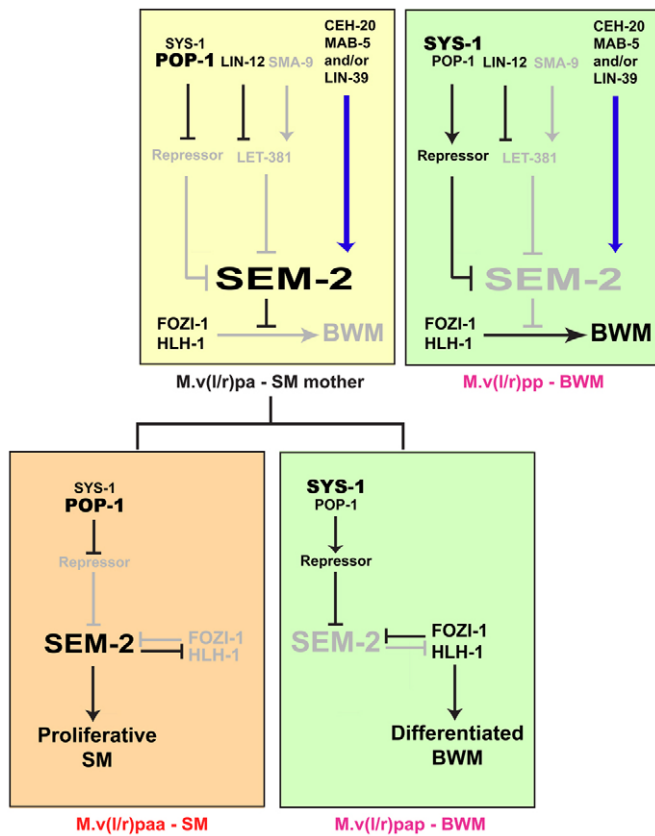 SYS-1
POP-1
LIN-12
SMA-9
CEH-20
MAB-5
and/or
LIN-39
Repressor
LET-381
SEM-2
FOZI-1
HLH-1
BWM
M.v(l/r)pa - SM mother
SYS-1
POP-1
LIN-12
SMA-9
CEH-20
MAB-5
and/or
LIN-39
Repressor
LET-381
SEM-2
FOZI-1
HLH-1
BWM
M.v(l/r)pp - BWM
SYS-1
POP-1
Repressor
SEM-2
FOZI-1
HLH-1
Proliferative
SM
M.v(l/r)paa - SM
SYS-1
POP-1
Repressor
SEM-2
FOZI-1
HLH-1
Differentiated
BWM
M.v(l/r)pap - BWM